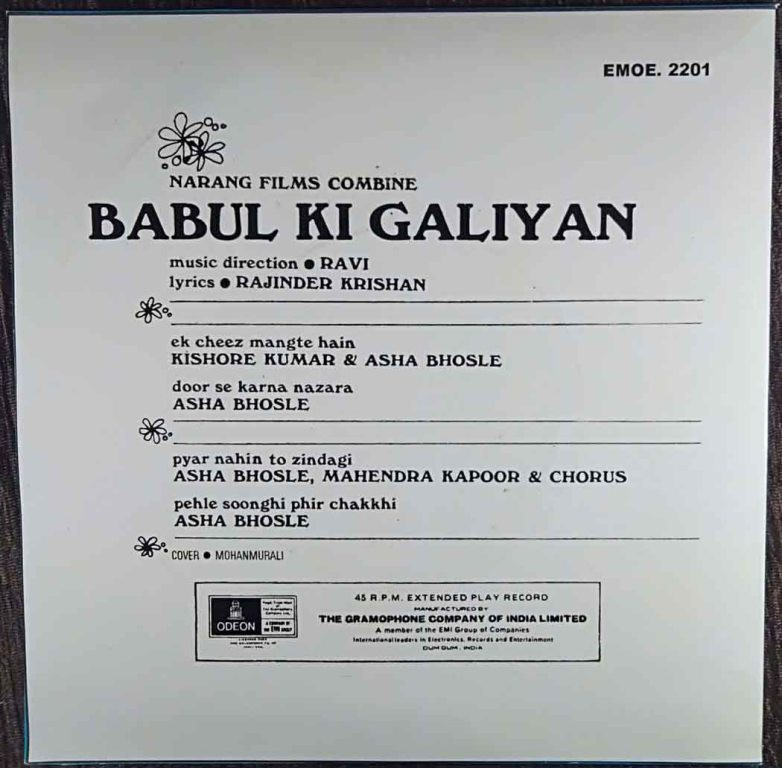 EMOE. 2201
NARANG FILMS COMBINE
BABUL KI GALIYAN
music direction ● RAVI
lyrics ● RAJINDER KRISHAN
ek cheez mangte hain
KISHORE KUMAR & ASHA BHOSLE
door se karna nazara
ASHA BHOSLE
pyar nahin to zindagi
ASHA BHOSLE, MAHENDRA KAPOOR & CHORUS
pehle soonghi phir chakkhi
ASHA BHOSLE
COVER ● MOHANMURALI
ODEON
45 R.P.M. EXTENDED PLAY RECORD
MANUFACTURED BY
THE GRAMOPHONE COMPANY OF INDIA LIMITED
A member of the EMI Group of Companies
International leaders in Electronics, Records and Entertainment
DUM DUM, INDIA